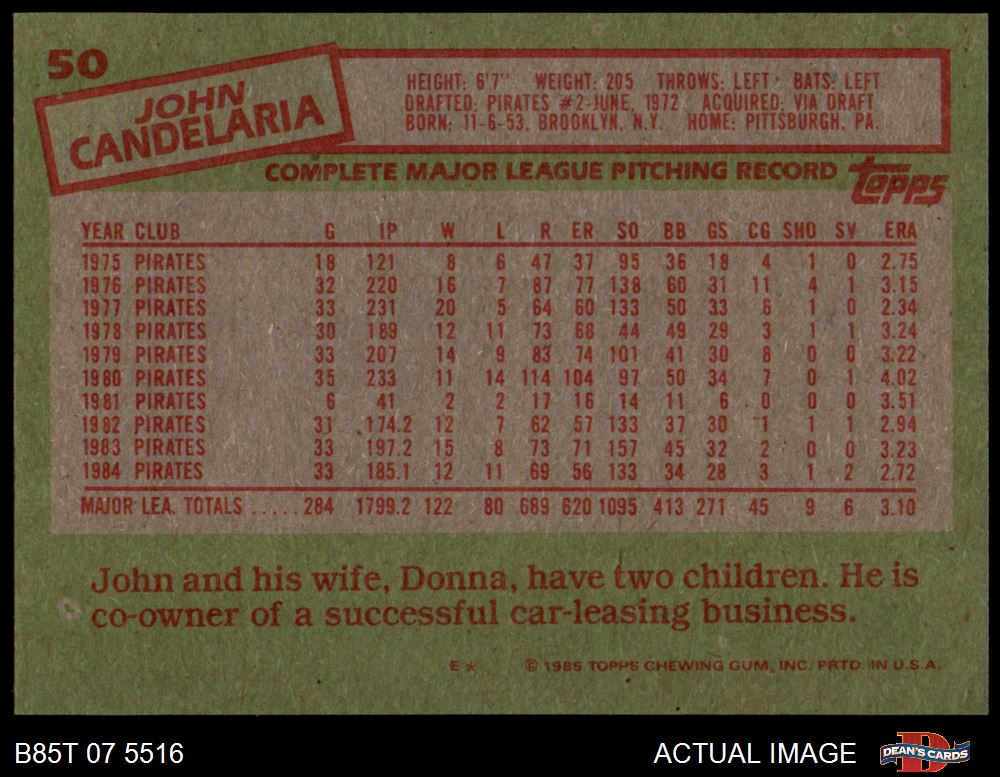 50
JOHN
CANDELARIA
HEIGHT: 6'7" WEIGHT: 205 THROWS: LEFT BATS: LEFT
DRAFTED: PIRATES #2-JUNE, 1972 ACQUIRED: VIA DRAFT
BORN: 11-6-53, BROOKLYN, N.Y. HOME: PITTSBURGH, PA.
COMPLETE MAJOR LEAGUE PITCHING RECORD topps
YEAR CLUB G IP W L R ER SO BB GS CG SHO SV ERA
1975 PIRATES 18 121 8 6 47 37 95 36 18 4 1 0 2.75
1976 PIRATES 32 220 16 7 87 77 138 60 31 11 4 1 3.15
1977 PIRATES 33 231 20 5 64 60 133 50 33 6 1 0 2.34
1978 PIRATES 30 189 12 11 73 68 44 49 29 3 1 1 3.24
1979 PIRATES 33 207 14 9 83 74 101 41 30 8 0 0 3.22
1980 PIRATES 35 233 11 14 114 104 97 50 34 7 0 1 4.02
1981 PIRATES 6 41 2 2 17 16 14 11 6 0 0 0 3.51
1982 PIRATES 31 174.2 12 7 62 57 133 37 30 1 1 1 2.94
1983 PIRATES 33 197.2 15 8 73 71 157 45 32 2 0 0 3.23
1984 PIRATES 33 185.1 12 11 69 56 133 34 28 3 1 2 2.72
MAJOR LEA. TOTALS ..... 284 1799.2 122 80 689 620 1095 413 271 45 9 6 3.10
John and his wife, Donna, have two children. He is
co-owner of a successful car-leasing business.
E* © 1985 TOPPS CHEWING GUM, INC. PRTD. IN U.S.A.
B85T 07 5516 ACTUAL IMAGE DEAN'S CARDS